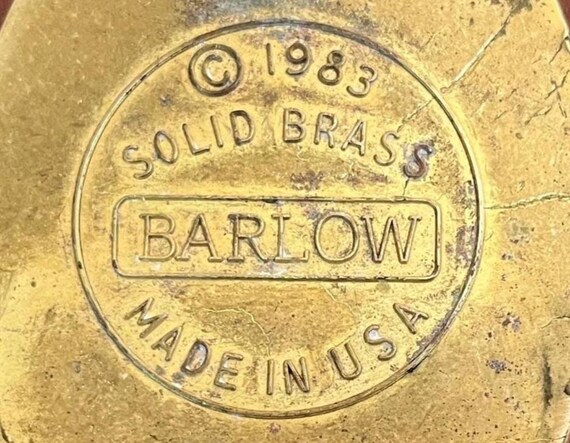 © 1983
SOLID BRASS
BARLOW
MADE IN USA